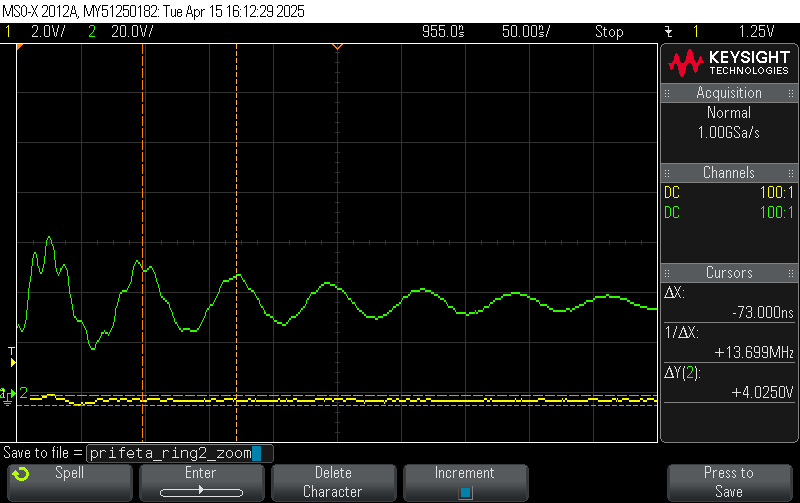 MSO-X 2012A, MY51250182: Tue Apr 15 16:12:29 2025
1 2.0V/ 2 20.0V/ 955.0ns 50.00ns/ Stop 1 1.25V
KEYSIGHT
TECHNOLOGIES
Acquisition
Normal
1.00GSa/s
Channels
DC 100:1
DC 100:1
Cursors
ΔX:
-73.000ns
1/ΔX:
+13.699MHz
ΔY(2):
+4.0250V
T
2
Save to file = prifeta_ring2_zoom
Spell
Enter
Delete
Character
Increment
Press to
Save